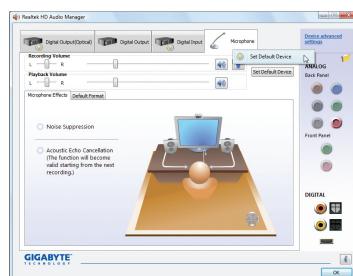 Realtek HD Audio Manager
Digital Output(Optical)
Digital Output
Digital Input
Microphone
Device advanced
settings
Recording Volume
L
R
Set Default Device
Set Default Device
ANALOG
Back Panel
Playback Volume
L
R
Microphone Effects
Default Format
Noise Suppression
Acoustic Echo Cancellation
(The function will become
valid starting from the next
recording.)
Front Panel
DIGITAL
GIGABYTE
TECHNOLOGY
OK